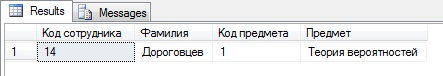 Results Messages
Код сотрудника Фамилия Код предмета Предмет
1 14 Дороговцев 1 Теория вероятностей